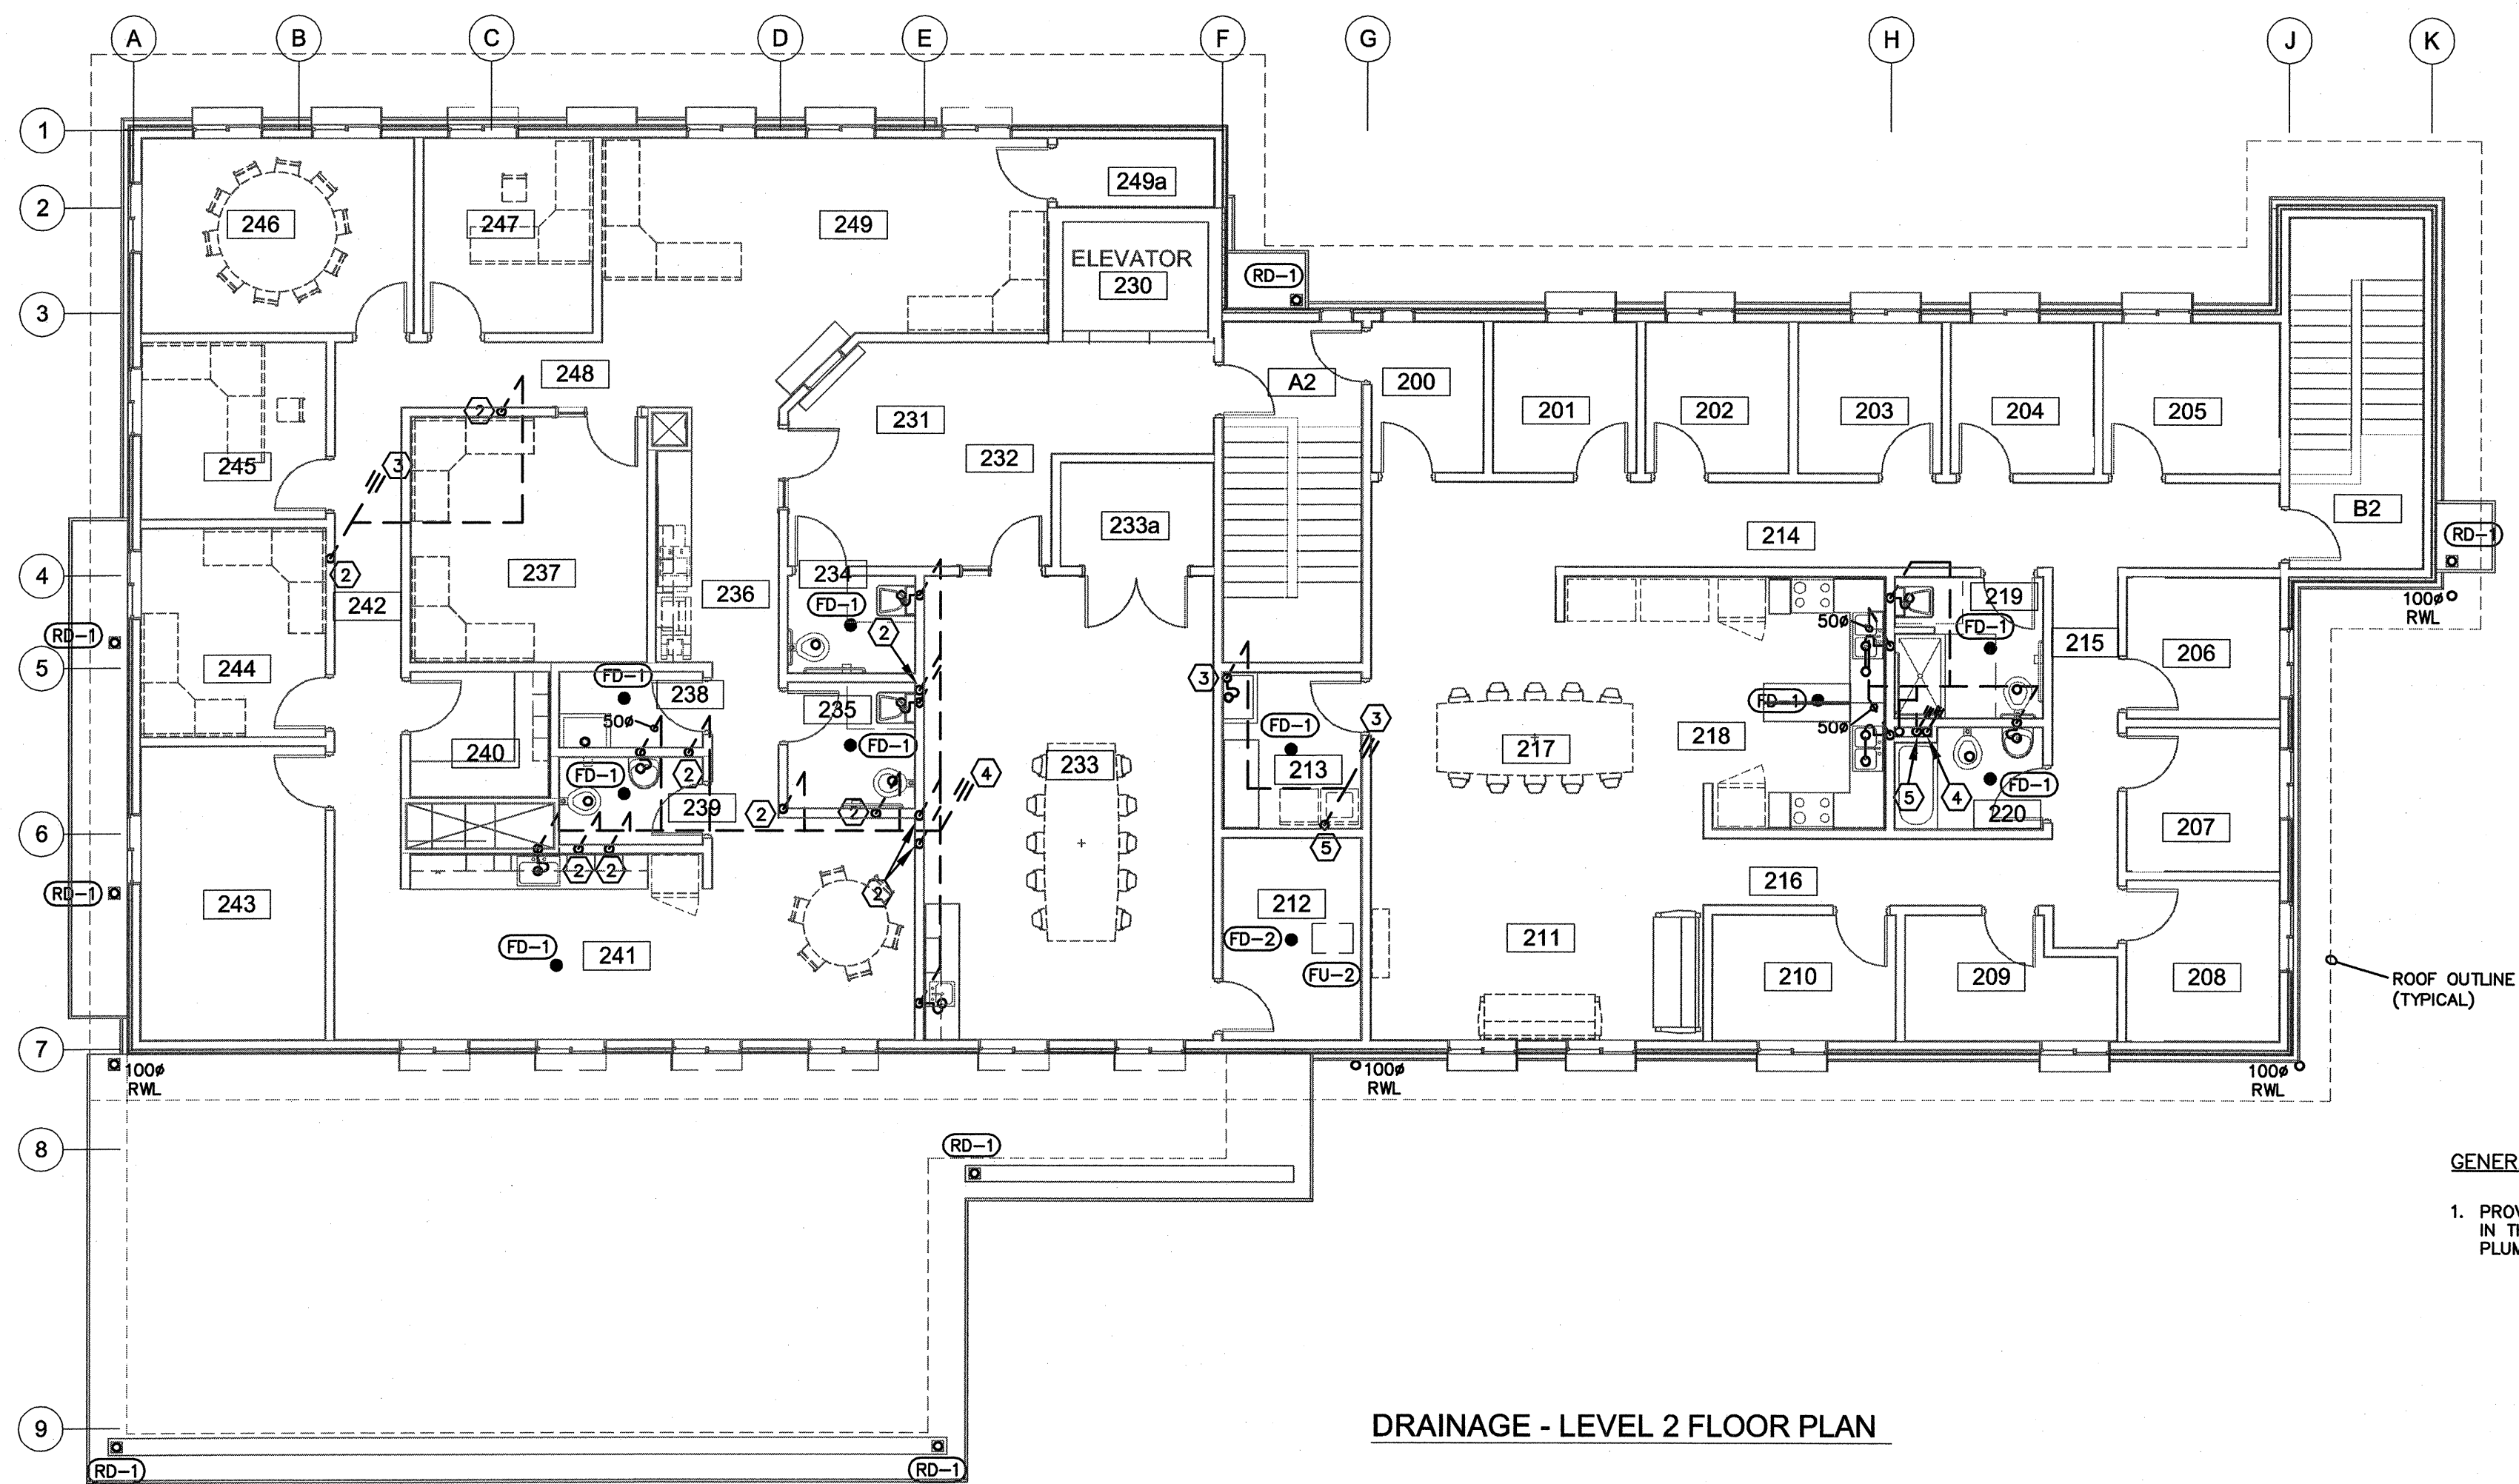 A B C D E F G H J K
1
2
3
4
5
6
7
8
9
246
247
249
249a
ELEVATOR
230
RD-1
248
2
231
A2
200
201
202
203
204
205
232
245
3
233a
214
B2
RD-1
237
234
236
242
2
FD-1
219
100ø
RWL
RD-1
2
50ø
FD-1
215
244
206
FD-1
238
3
FD-1
50ø
235
FD-1
FD-1
3
50ø
240
FD-1
2
239
2
2
4
233
213
217
218
5
4
FD-1
220
207
2
2
5
RD-1
243
2
212
216
FD-1
241
FD-2
211
FU-2
210
209
208
ROOF OUTLINE
(TYPICAL)
100ø
RWL
100ø
RWL
100ø
RWL
RD-1
GENER
1. PROV
IN TH
PLUM
DRAINAGE - LEVEL 2 FLOOR PLAN
RD-1
RD-1